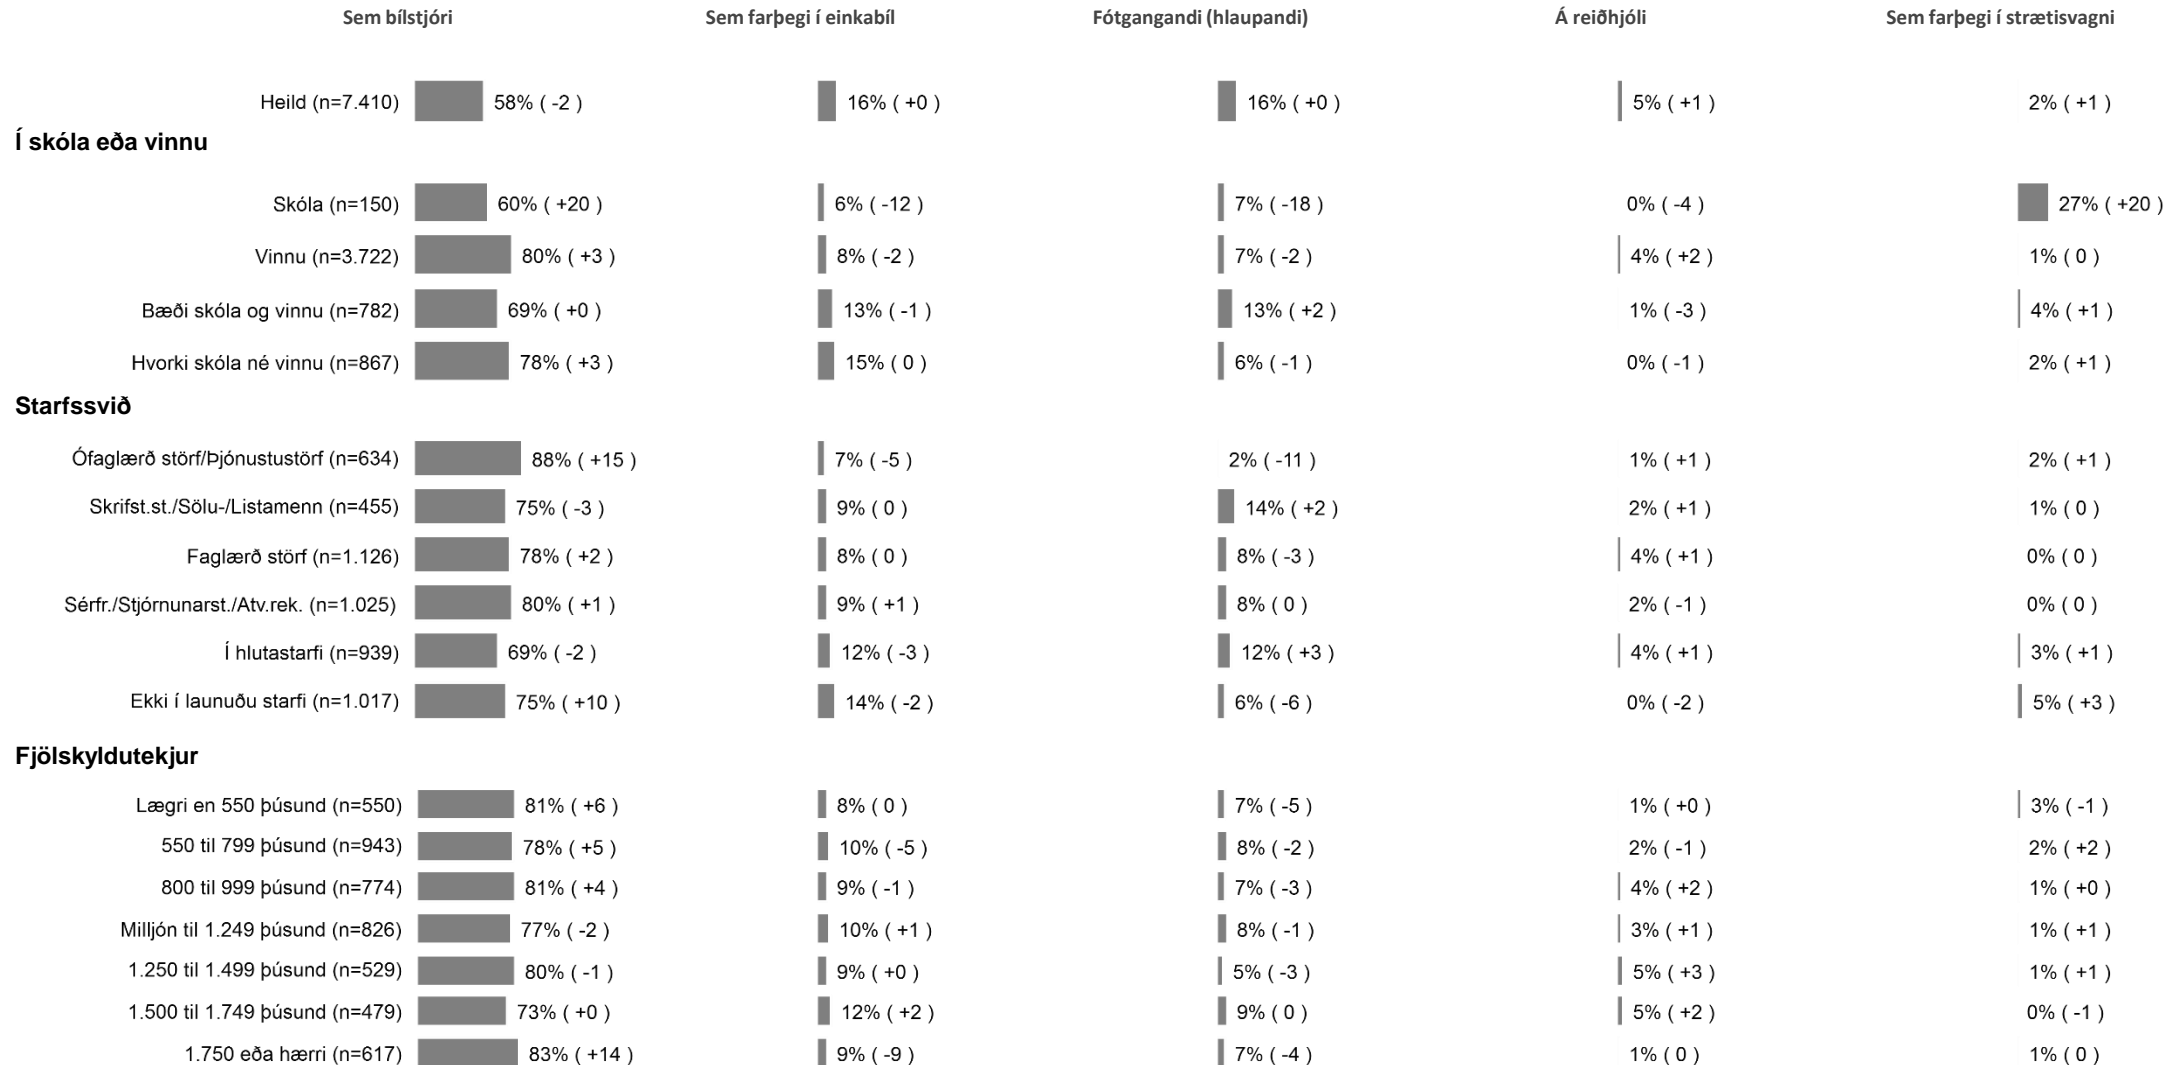 Sem bílstjóri Sem farþegi í einkabíl Fótgangandi (hlaupandi) Á reiðhjóli Sem farþegi í strætisvagni
Heild (n=7.410) 58% ( -2 ) 16% ( +0 ) 16% ( +0 ) 5% ( +1 ) 2% ( +1 )
Í skóla eða vinnu
Skóla (n=150) 60% ( +20 ) 6% ( -12 ) 7% ( -18 ) 0% ( -4 ) 27% ( +20 )
Vinnu (n=3.722) 80% ( +3 ) 8% ( -2 ) 7% ( -2 ) 4% ( +2 ) 1% ( 0 )
Bæði skóla og vinnu (n=782) 69% ( +0 ) 13% ( -1 ) 13% ( +2 ) 1% ( -3 ) 4% ( +1 )
Hvorki skóla né vinnu (n=867) 78% ( +3 ) 15% ( 0 ) 6% ( -1 ) 0% ( -1 ) 2% ( +1 )
Starfssvið
Ófaglærð störf/Þjónustustörf (n=634) 88% ( +15 ) 7% ( -5 ) 2% ( -11 ) 1% ( +1 ) 2% ( +1 )
Skrifst.st./Sölu-/Listamenn (n=455) 75% ( -3 ) 9% ( 0 ) 14% ( +2 ) 2% ( +1 ) 1% ( 0 )
Faglærð störf (n=1.126) 78% ( +2 ) 8% ( 0 ) 8% ( -3 ) 4% ( +1 ) 0% ( 0 )
Sérfr./Stjórnunarst./Atv.rek. (n=1.025) 80% ( +1 ) 9% ( +1 ) 8% ( 0 ) 2% ( -1 ) 0% ( 0 )
Í hlutastarfi (n=939) 69% ( -2 ) 12% ( -3 ) 12% ( +3 ) 4% ( +1 ) 3% ( +1 )
Ekki í launuðu starfi (n=1.017) 75% ( +10 ) 14% ( -2 ) 6% ( -6 ) 0% ( -2 ) 5% ( +3 )
Fjölskyldutekjur
Lægri en 550 þúsund (n=550) 81% ( +6 ) 8% ( 0 ) 7% ( -5 ) 1% ( +0 ) 3% ( -1 )
550 til 799 þúsund (n=943) 78% ( +5 ) 10% ( -5 ) 8% ( -2 ) 2% ( -1 ) 2% ( +2 )
800 til 999 þúsund (n=774) 81% ( +4 ) 9% ( -1 ) 7% ( -3 ) 4% ( +2 ) 1% ( +0 )
Milljón til 1.249 þúsund (n=826) 77% ( -2 ) 10% ( +1 ) 8% ( -1 ) 3% ( +1 ) 1% ( +1 )
1.250 til 1.499 þúsund (n=529) 80% ( -1 ) 9% ( +0 ) 5% ( -3 ) 5% ( +3 ) 1% ( +1 )
1.500 til 1.749 þúsund (n=479) 73% ( +0 ) 12% ( +2 ) 9% ( 0 ) 5% ( +2 ) 0% ( -1 )
1.750 eða hærri (n=617) 83% ( +14 ) 9% ( -9 ) 7% ( -4 ) 1% ( 0 ) 1% ( 0 )